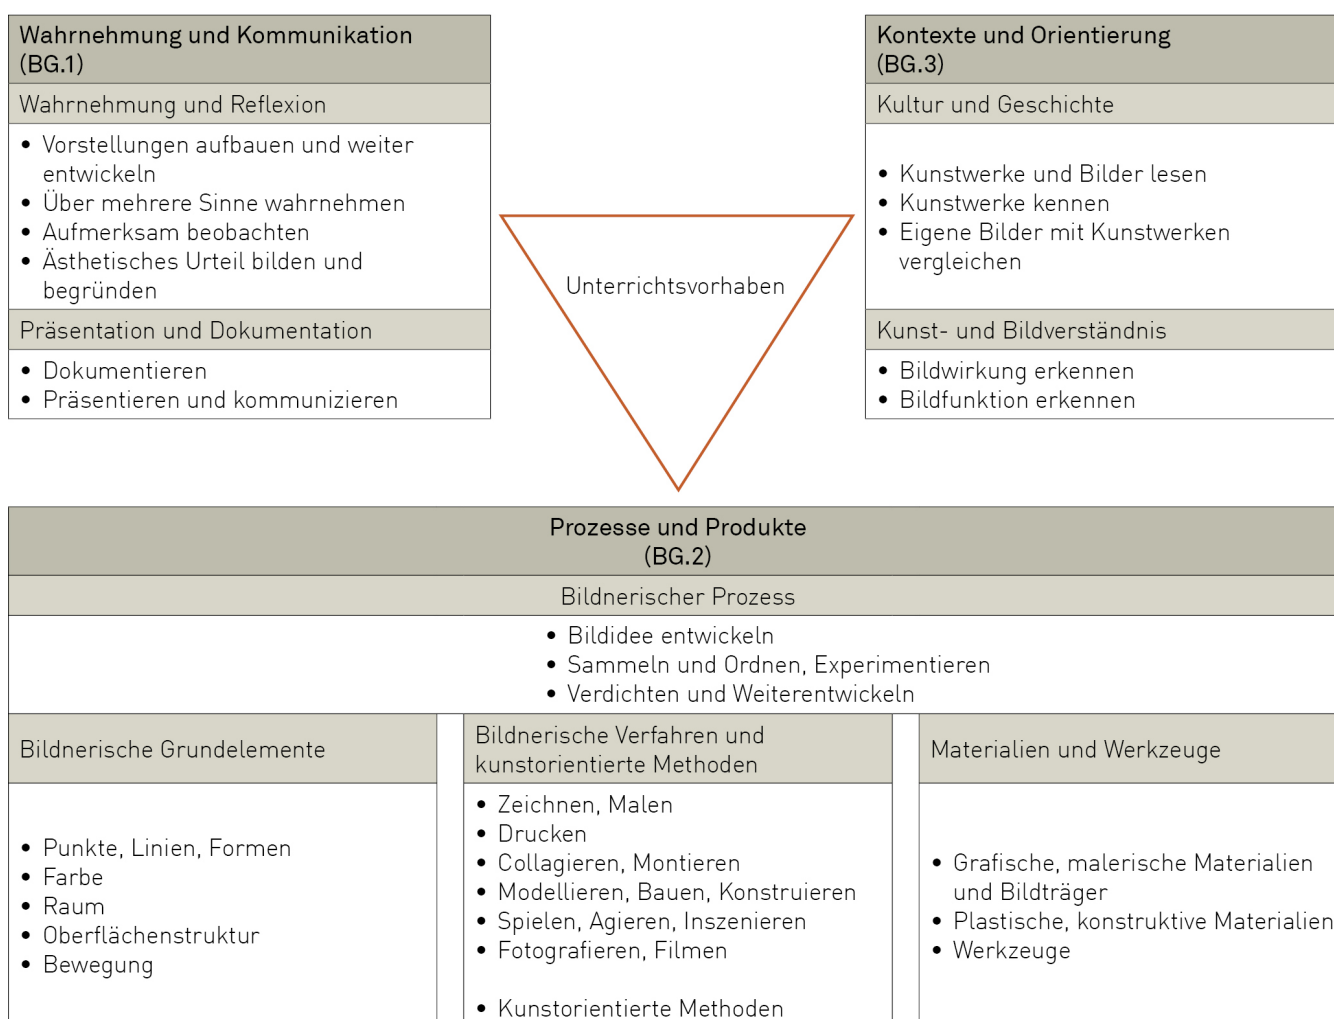 Wahrnehmung und Kommunikation
(BG.1)
Wahrnehmung und Reflexion
• Vorstellungen aufbauen und weiter
entwickeln
• Über mehrere Sinne wahrnehmen
• Aufmerksam beobachten
• Ästhetisches Urteil bilden und
begründen
Präsentation und Dokumentation
• Dokumentieren
• Präsentieren und kommunizieren
Unterrichtsvorhaben
Kontexte und Orientierung
(BG.3)
Kultur und Geschichte
• Kunstwerke und Bilder lesen
• Kunstwerke kennen
• Eigene Bilder mit Kunstwerken
vergleichen
Kunst- und Bildverständnis
• Bildwirkung erkennen
• Bildfunktion erkennen
Prozesse und Produkte
(BG.2)
Bildnerischer Prozess
• Bildidee entwickeln
• Sammeln und Ordnen, Experimentieren
• Verdichten und Weiterentwickeln
Bildnerische Grundelemente
• Punkte, Linien, Formen
• Farbe
• Raum
• Oberflächenstruktur
• Bewegung
Bildnerische Verfahren und
kunstorientierte Methoden
• Zeichnen, Malen
• Drucken
• Collagieren, Montieren
• Modellieren, Bauen, Konstruieren
• Spielen, Agieren, Inszenieren
• Fotografieren, Filmen
• Kunstorientierte Methoden
Materialien und Werkzeuge
• Grafische, malerische Materialien
und Bildträger
• Plastische, konstruktive Materialien
• Werkzeuge